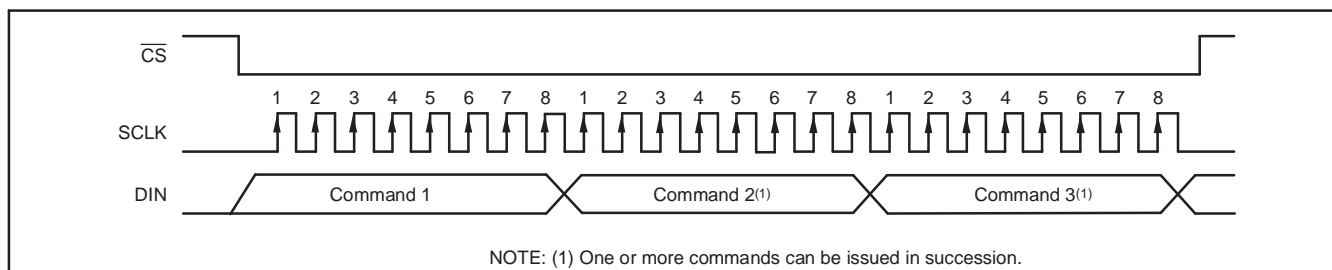 CS
1 2 3 4 5 6 7 8 1 2 3 4 5 6 7 8 1 2 3 4 5 6 7 8
SCLK
DIN Command 1 Command 2(1) Command 3(1)
NOTE: (1) One or more commands can be issued in succession.